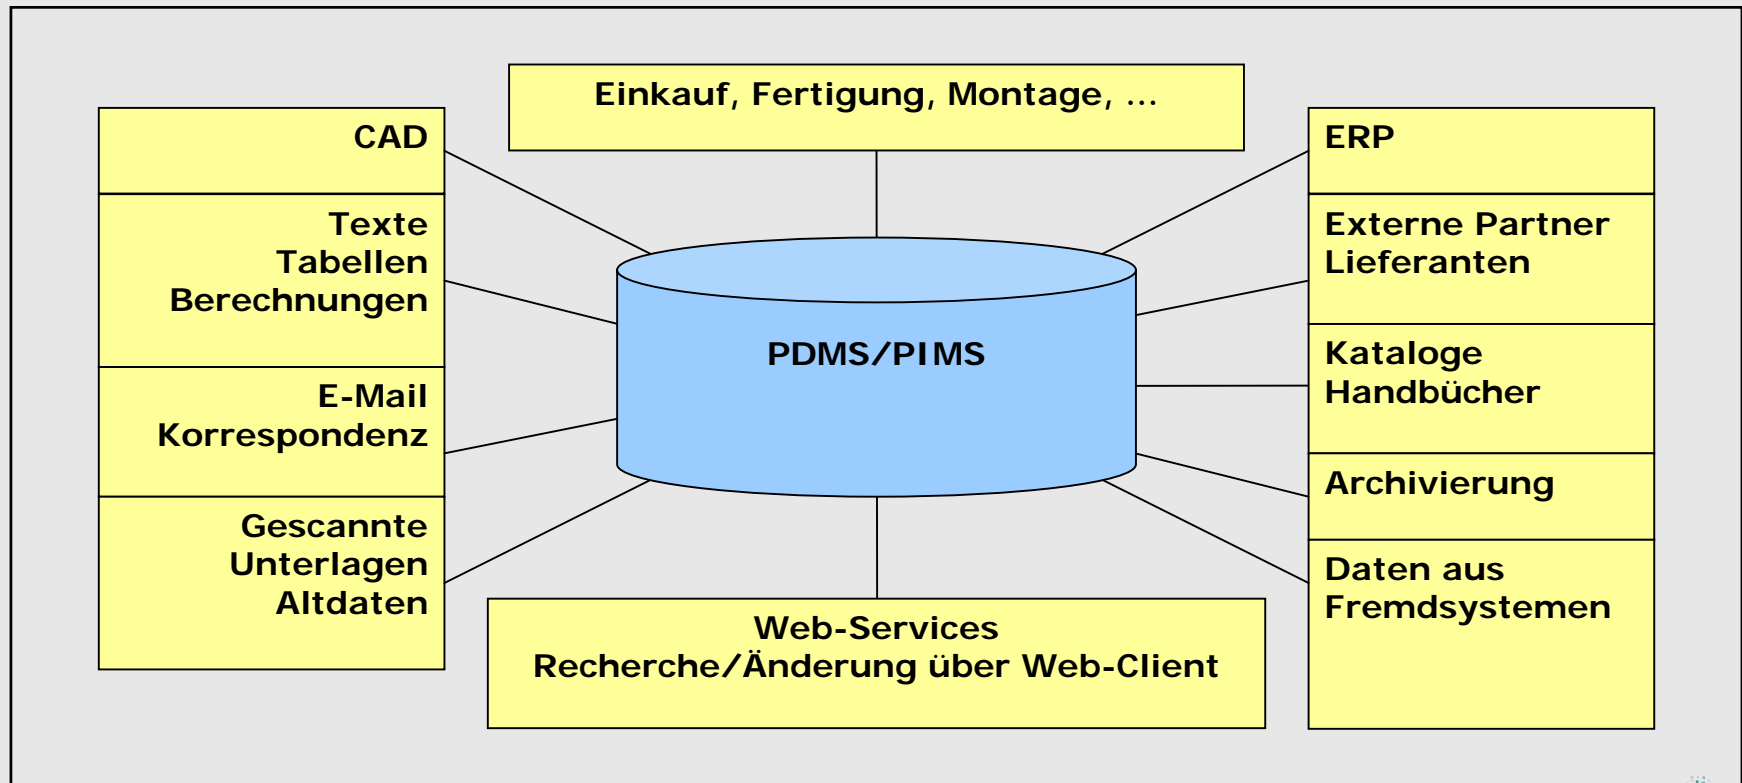 Einkauf, Fertigung, Montage, ...
CAD
Texte
Tabellen
Berechnungen
E-Mail
Korrespondenz
Gescannte
Unterlagen
Altdaten
PDMS/PIMS
ERP
Externe Partner
Lieferanten
Kataloge
Handbücher
Archivierung
Daten aus
Fremdsystemen
Web-Services
Recherche/Änderung über Web-Client